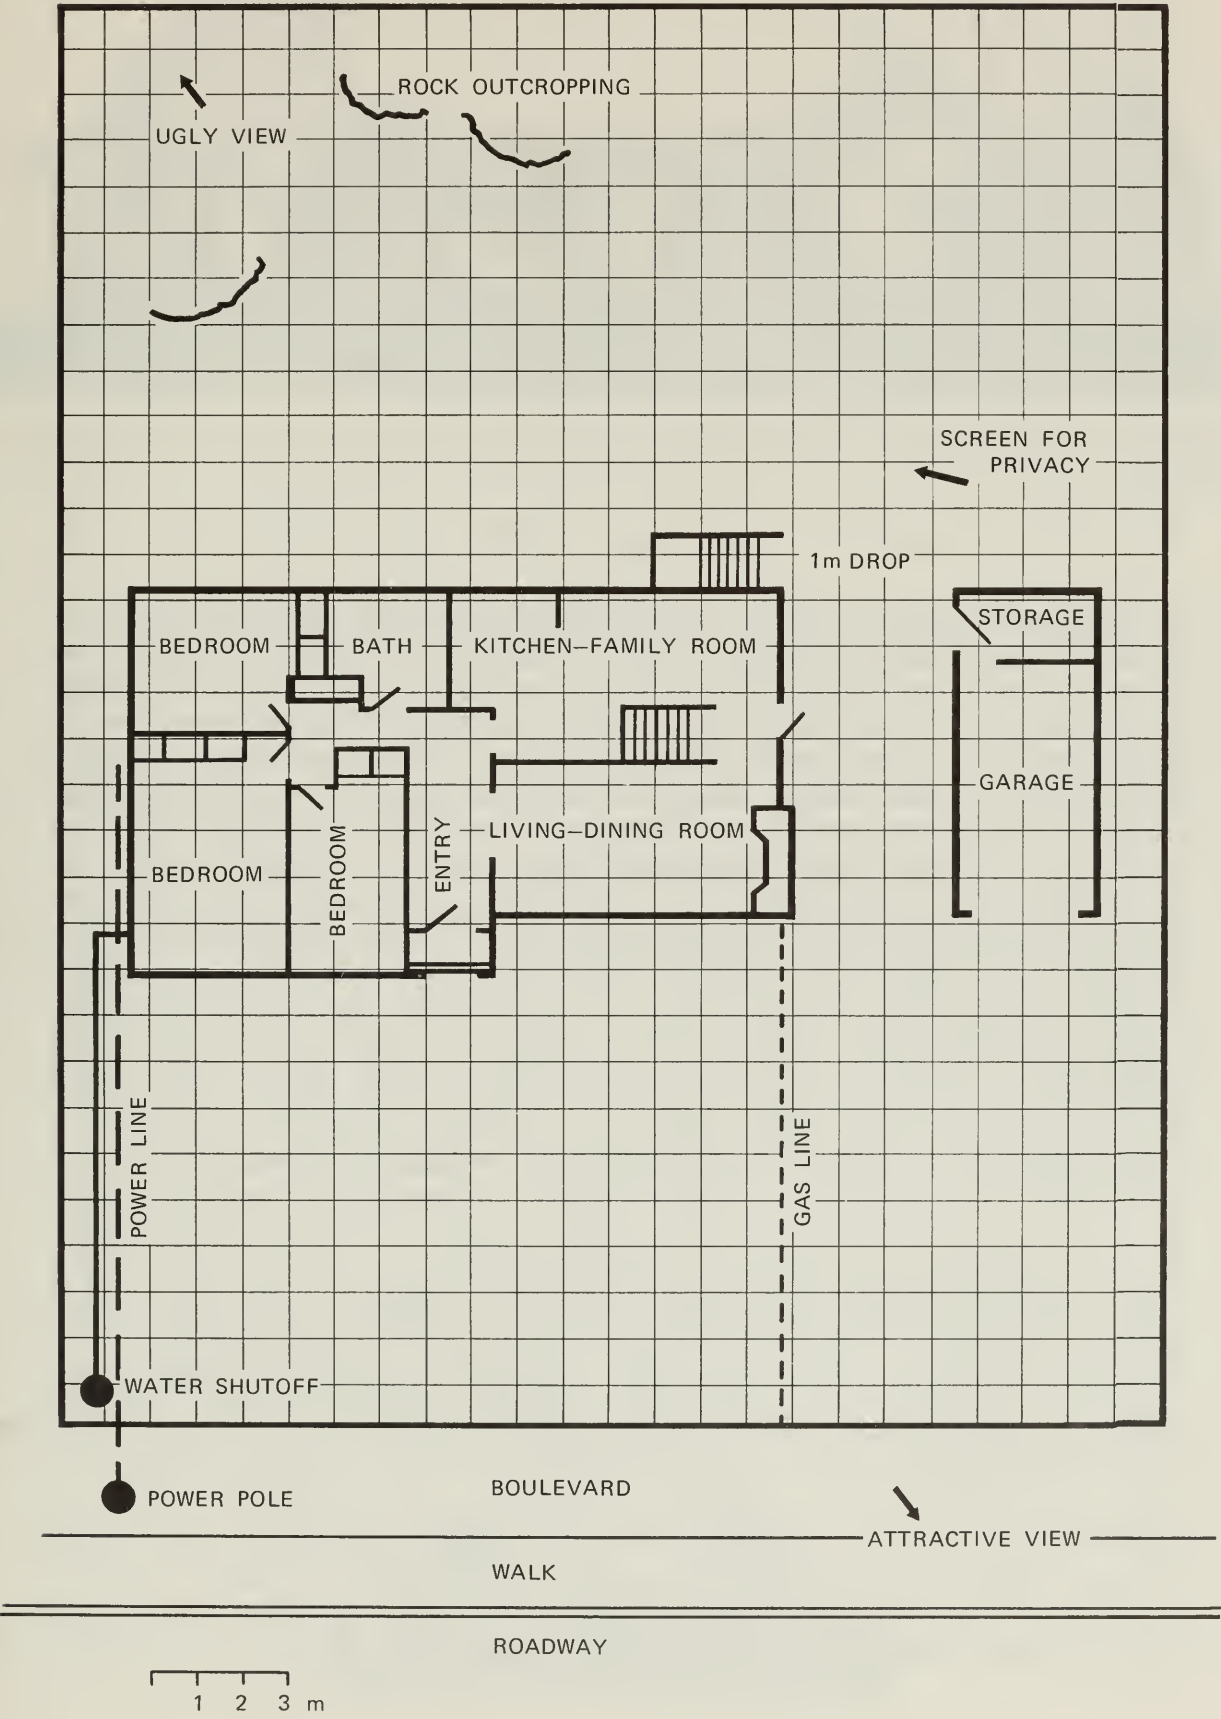 ROCK OUTCROPPING
UGLY VIEW
SCREEN FOR
PRIVACY
1m DROP
STORAGE
BEDROOM
BATH
KITCHEN–FAMILY ROOM
GARAGE
LIVING–DINING ROOM
ENTRY
BEDROOM
BEDROOM
POWER LINE
GAS LINE
WATER SHUTOFF
POWER POLE
BOULEVARD
ATTRACTIVE VIEW
WALK
ROADWAY
1 2 3 m